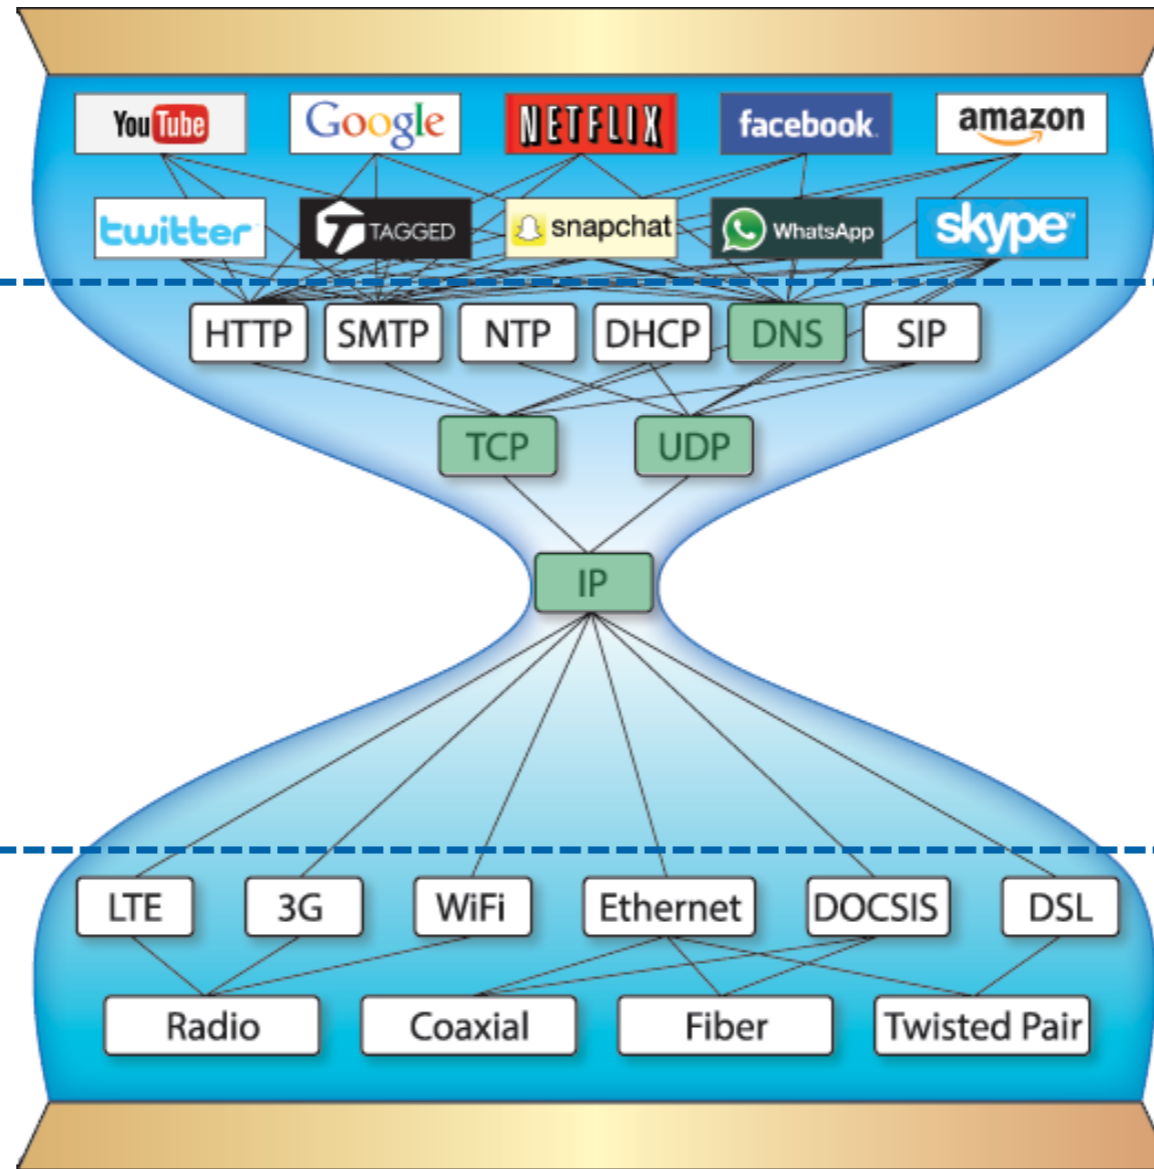 YouTube Google NETFLIX facebook amazon
twitter TAGGED snapchat WhatsApp skype
HTTP SMTP NTP DHCP DNS SIP
TCP UDP
IP
LTE 3G WiFi Ethernet DOCSIS DSL
Radio Coaxial Fiber Twisted Pair